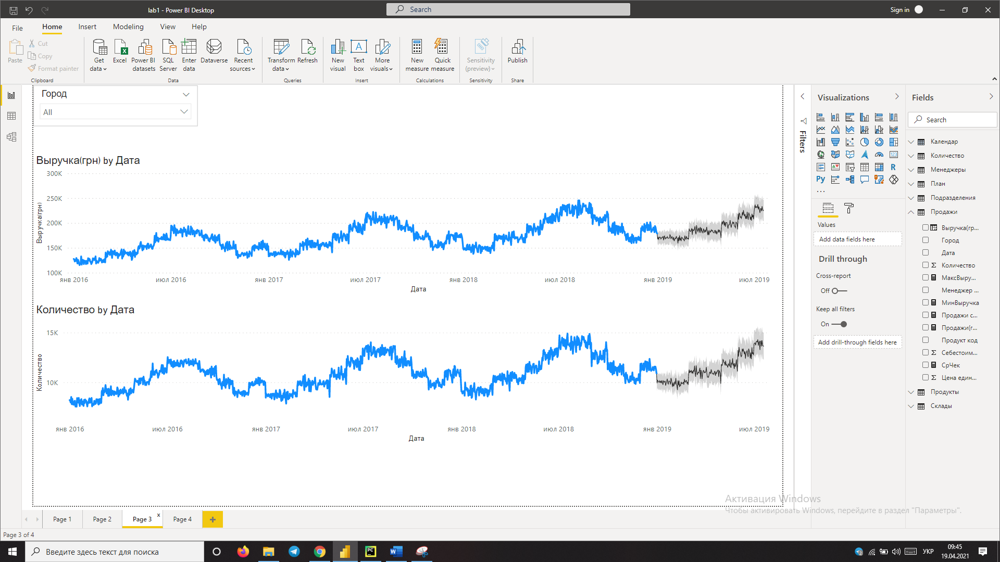 lab1 - Power BI Desktop
Search
Sign in
File
Home
Insert
Modeling
View
Help
Paste
Cut
Copy
Format painter
Clipboard
Get data
Excel
Power BI datasets
SQL Server
Enter data
Dataverse
Recent sources
Data
Transform data
Refresh
Queries
New visual
Text box
More visuals
Insert
New measure
Quick measure
Calculations
Sensitivity (preview)
Sensitivity
Publish
Share
Город
All
Выручка(грн) by Дата
Выручка(грн)
300K
250K
200K
150K
100K
янв 2016
июл 2016
янв 2017
июл 2017
янв 2018
июл 2018
янв 2019
июл 2019
Дата
Количество by Дата
Количество
15K
10K
янв 2016
июл 2016
янв 2017
июл 2017
янв 2018
июл 2018
янв 2019
июл 2019
Дата
Filters
Visualizations
123
R
Py
...
Values
Add data fields here
Drill through
Cross-report
Off
Keep all filters
On
Add drill-through fields here
Fields
Search
Календар
Количество
Менеджеры
План
Подразделения
Продажи
Выручка(гр...
Город
Дата
Количество
МаксВыру...
Менеджер ...
МинВыручка
Продажи с...
Продажи(г...
Продукт код
Себестоим...
СрЧек
Цена един...
Продукты
Склады
Активация Windows
Чтобы активировать Windows, перейдите в раздел "Параметры".
Page 1
Page 2
Page 3
x
Page 4
+
Page 3 of 4
Введите здесь текст для поиска
PC
W
УКР
09:45
19.04.2021